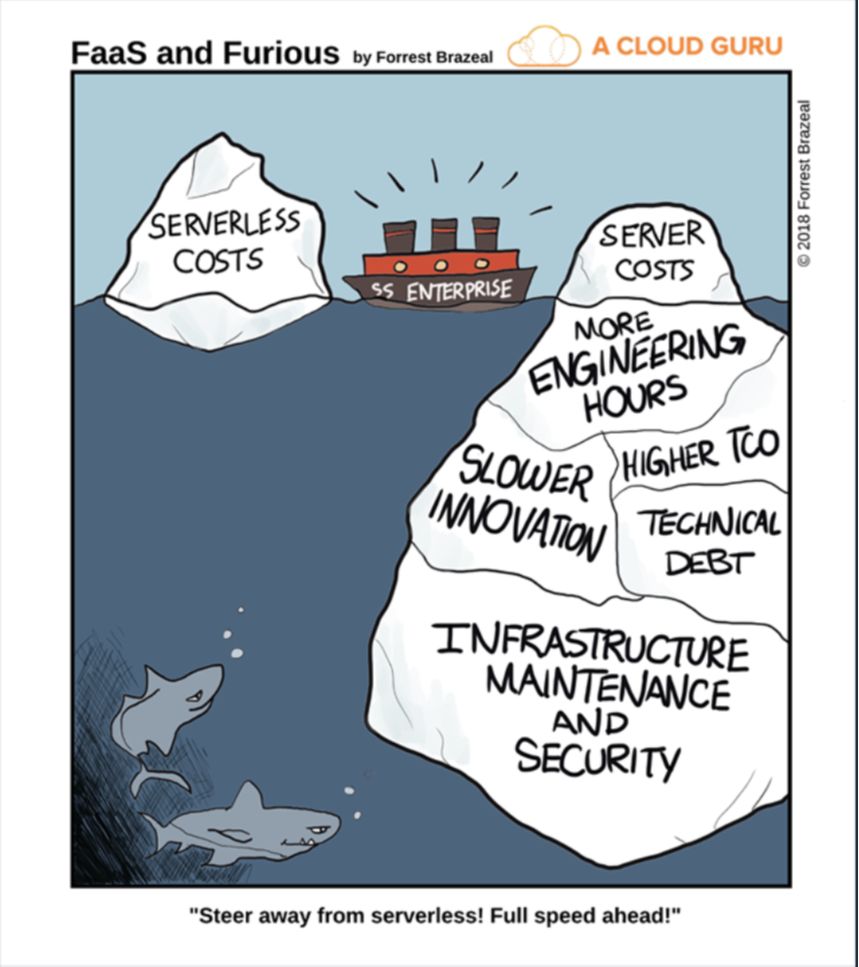 FaaS and Furious by Forrest Brazeal A CLOUD GURU
© 2018 Forrest Brazeal
SERVERLESS
COSTS
SS ENTERPRISE
SERVER
COSTS
MORE
ENGINEERING
HOURS
SLOWER
INNOVATION
HIGHER TCO
TECHNICAL
DEBT
INFRASTRUCTURE
MAINTENANCE
AND
SECURITY
"Steer away from serverless! Full speed ahead!"